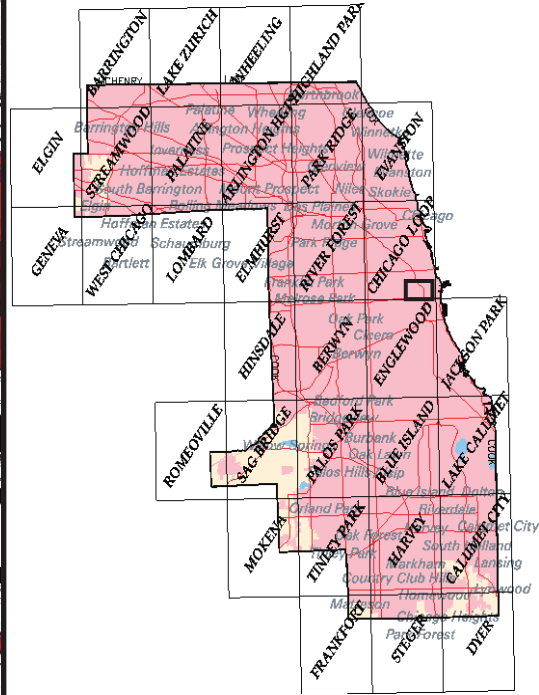 BARRINGTON
LAKE ZURICH
WHEELING
HIGHLAND PARK
ELGIN
STREAMWOOD
PALATINE
ARLINGTON HEIGHTS
PARK RIDGE
EVANSTON
GENEVA
WEST CHICAGO
LOMBARD
ELMHURST
RIVER FOREST
CHICAGO LOOP
HINSDALE
BERWYN
ENGLEWOOD
JACKSON PARK
ROMEOVILLE
SAG BRIDGE
PALOS PARK
BLUE ISLAND
LAKE CALUMET
MOKENA
TINLEY PARK
HARVEY
CALUMET CITY
FRANKFORT
STEGER
DYER
Palatine
Wheeling
Barrington Hills
Arlington Heights
Winnetka
Inverness
Prospect Heights
Wilmette
Hoffman Estates
Evanston
South Barrington
Mount Prospect
Niles
Skokie
Elgin
Rolling Meadows
Des Plaines
Chicago
Hoffman Estates
Morton Grove
Streamwood
Schaumburg
Park Ridge
Bartlett
Elk Grove Village
Franklin Park
Melrose Park
Oak Park
Cicero
Berwyn
COOK
Bedford Park
Bridgeview
Burbank
Willow Springs
Oak Lawn
Palos Hills
Alsip
COOK
Blue Island
Dolton
Orland Park
Riverdale
Harvey
Calumet City
Oak Forest
South Holland
Tinley Park
Markham
Lansing
Country Club Hills
Lynwood
Homewood
Matteson
Chicago Heights
Park Forest